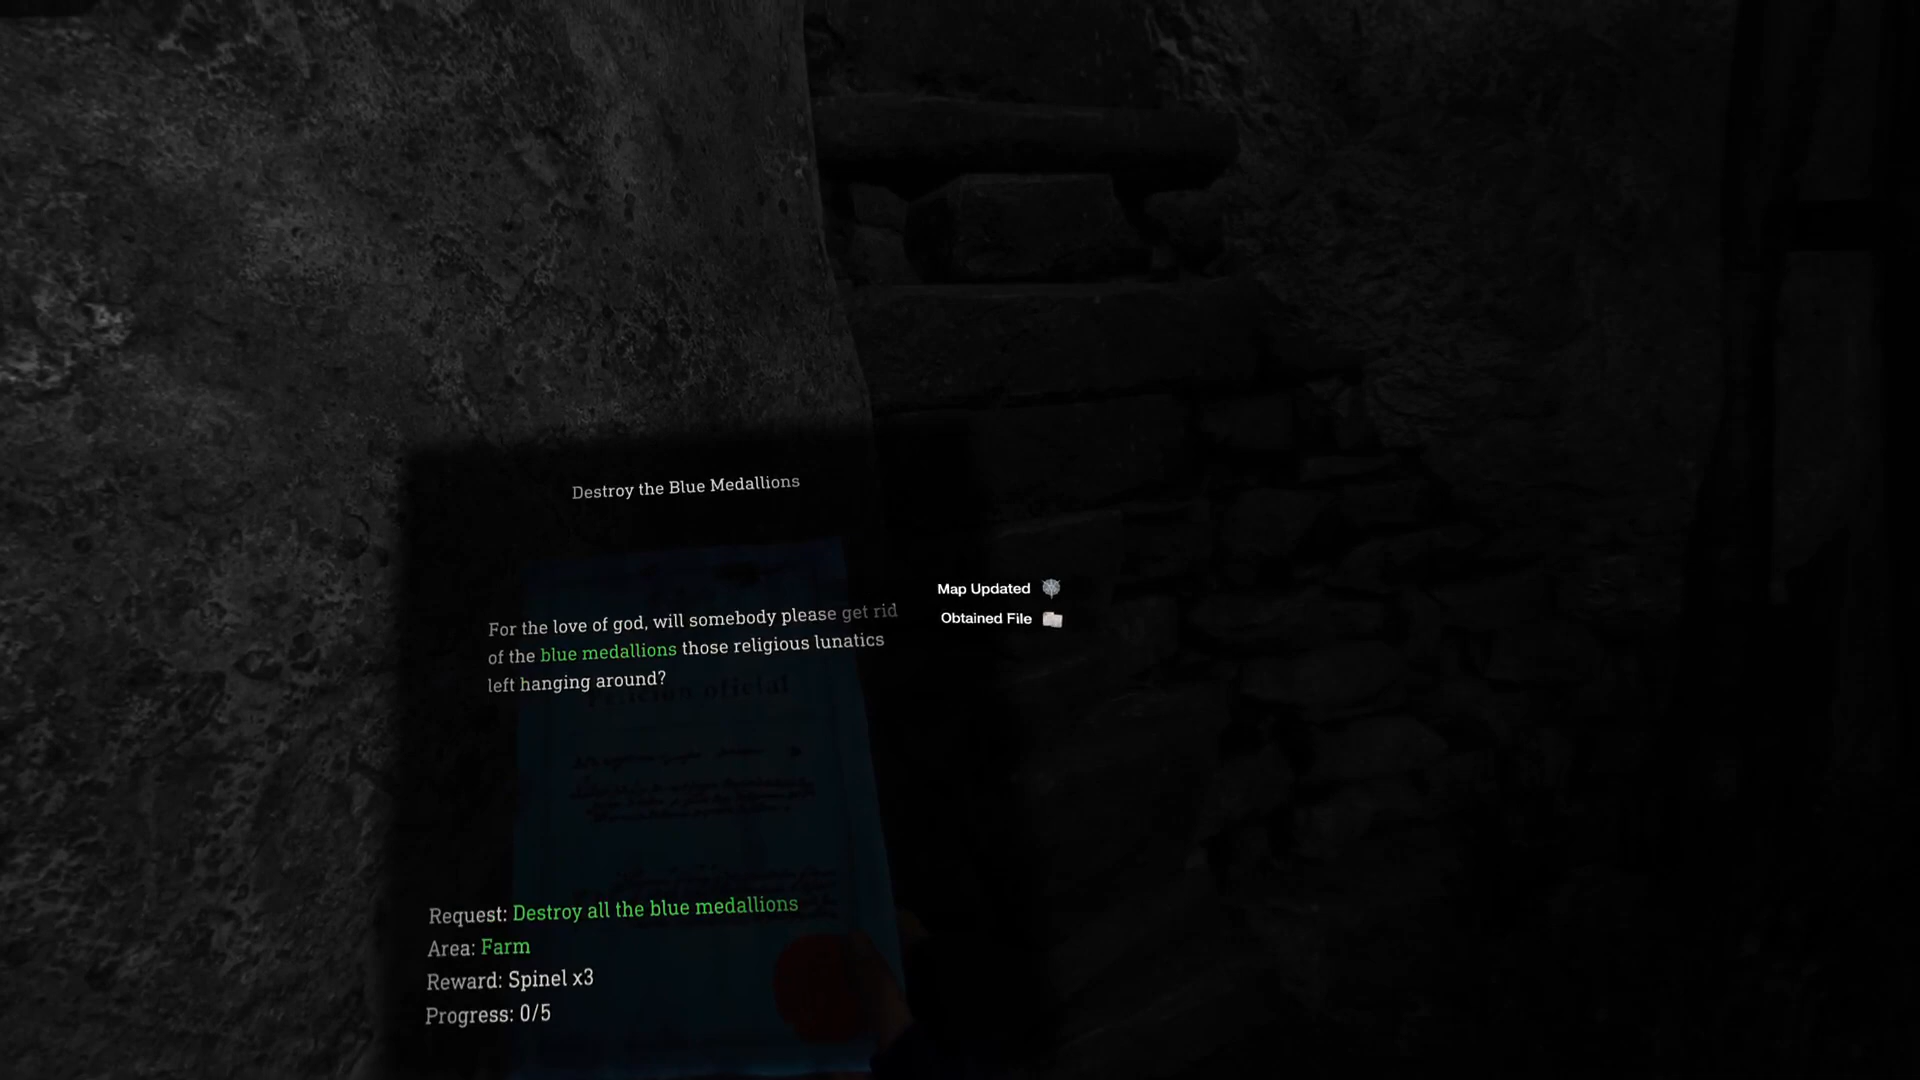 Destroy the Blue Medallions
For the love of god, will somebody please get rid
of the blue medallions those religious lunatics
left hanging around?
Map Updated
Obtained File
oficial
Request: Destroy all the blue medallions
Area: Farm
Reward: Spinel x3
Progress: 0/5